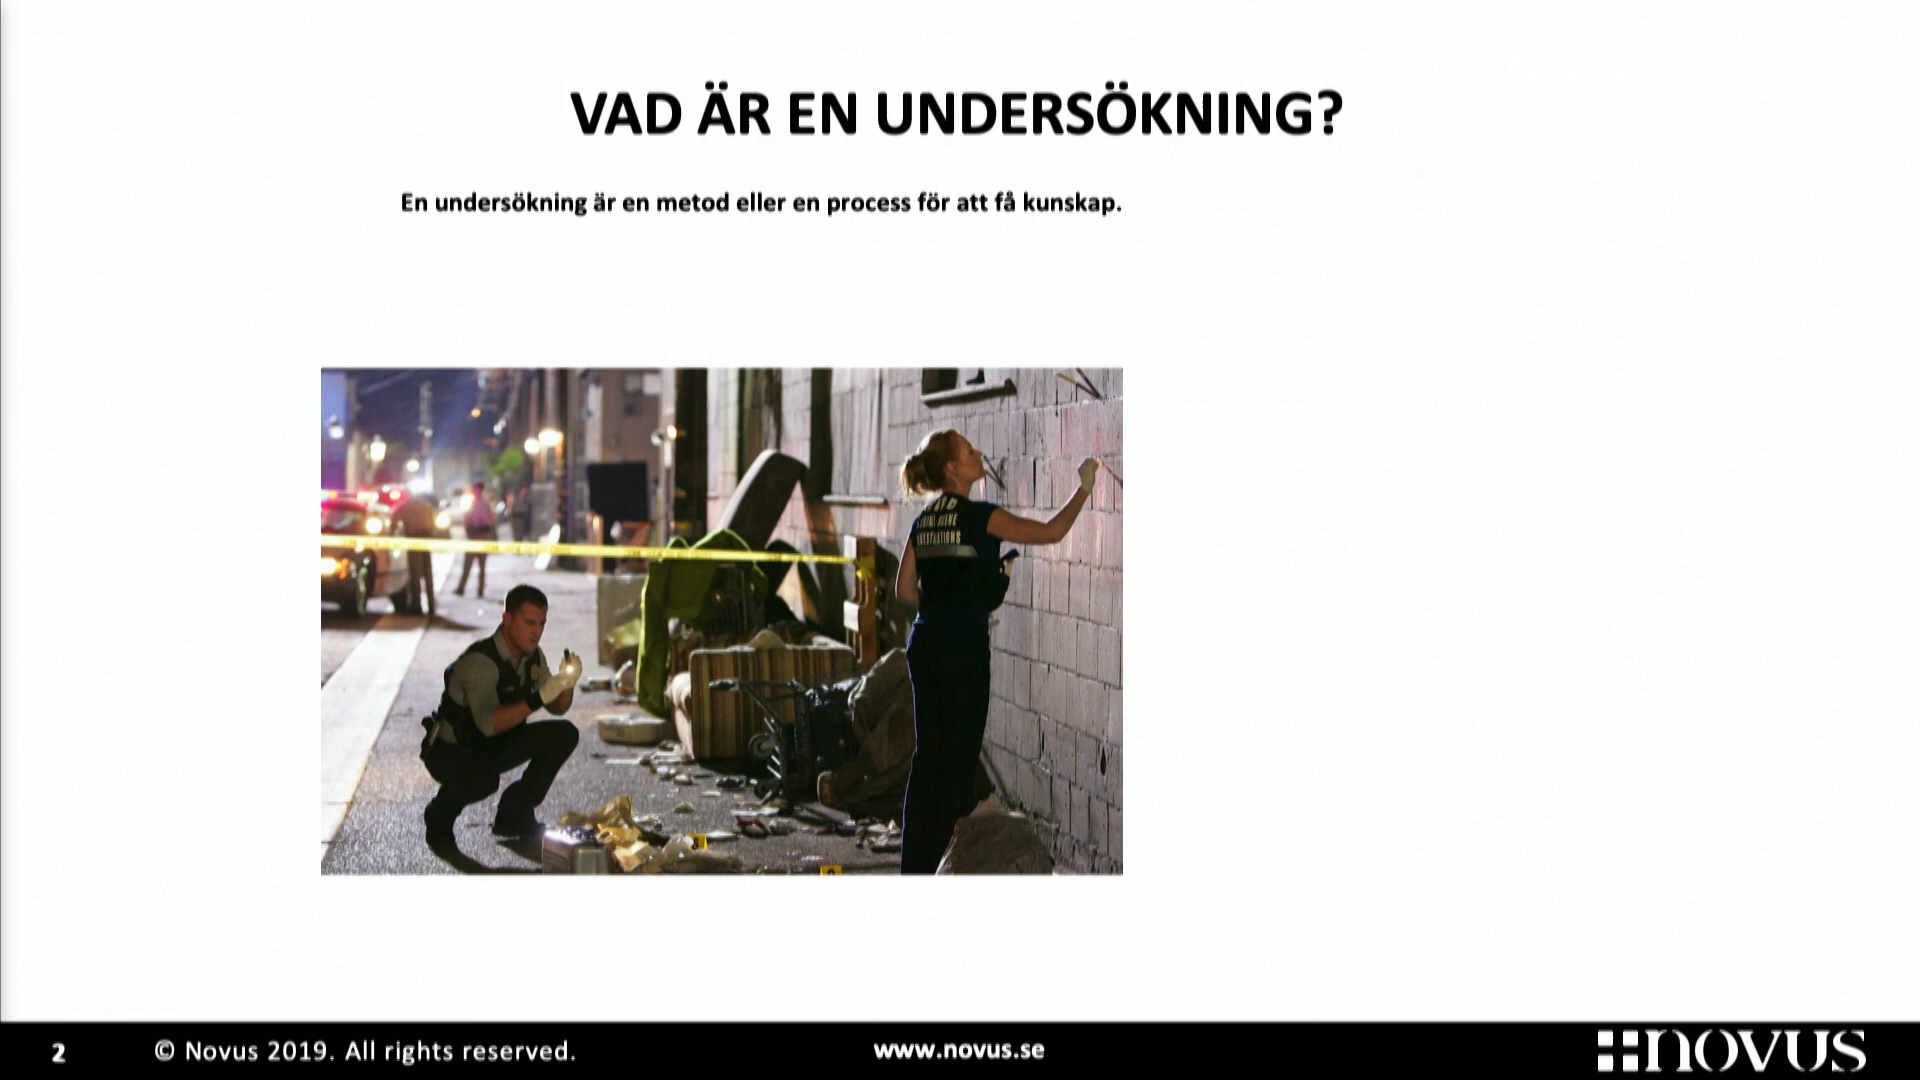 VAD ÄR EN UNDERSÖKNING?
En undersökning är en metod eller en process för att få kunskap.
2
© Novus 2019. All rights reserved.
www.novus.se
novus